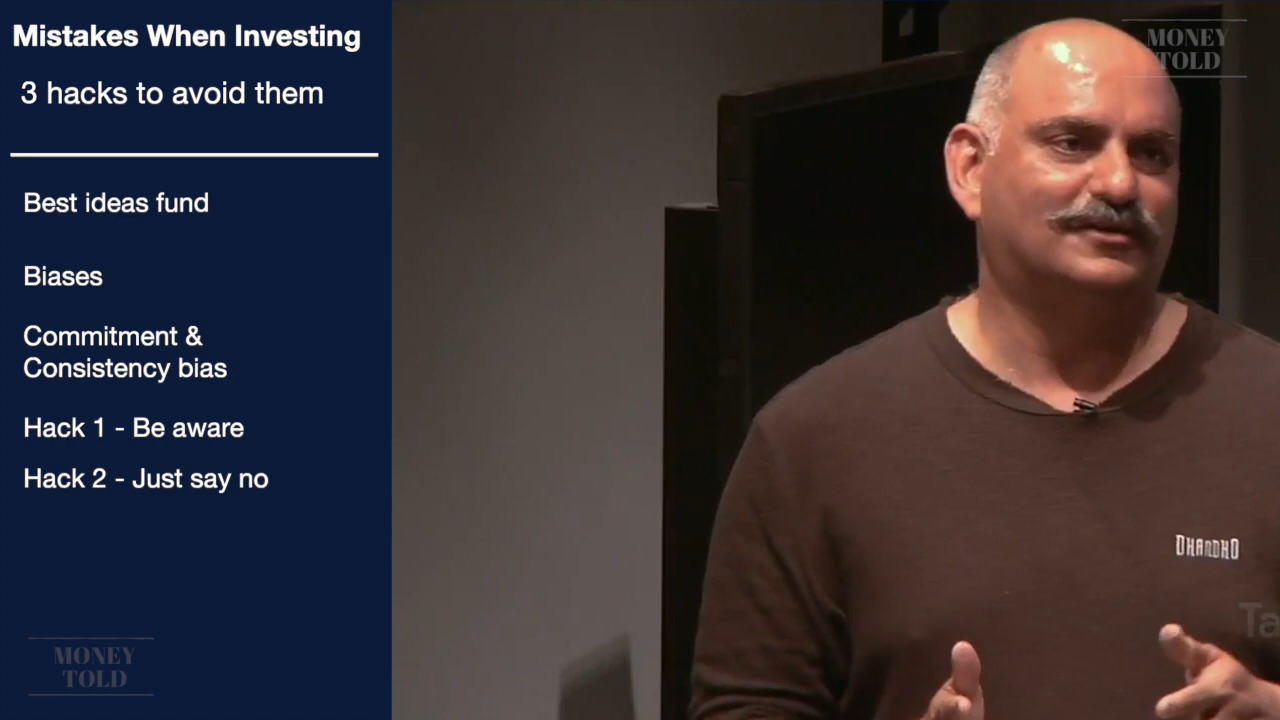 Mistakes When Investing
3 hacks to avoid them
Best ideas fund
Biases
Commitment &
Consistency bias
Hack 1 - Be aware
Hack 2 - Just say no
MONEY
TOLD
MONEY
TOLD
DHANDHO
Ta